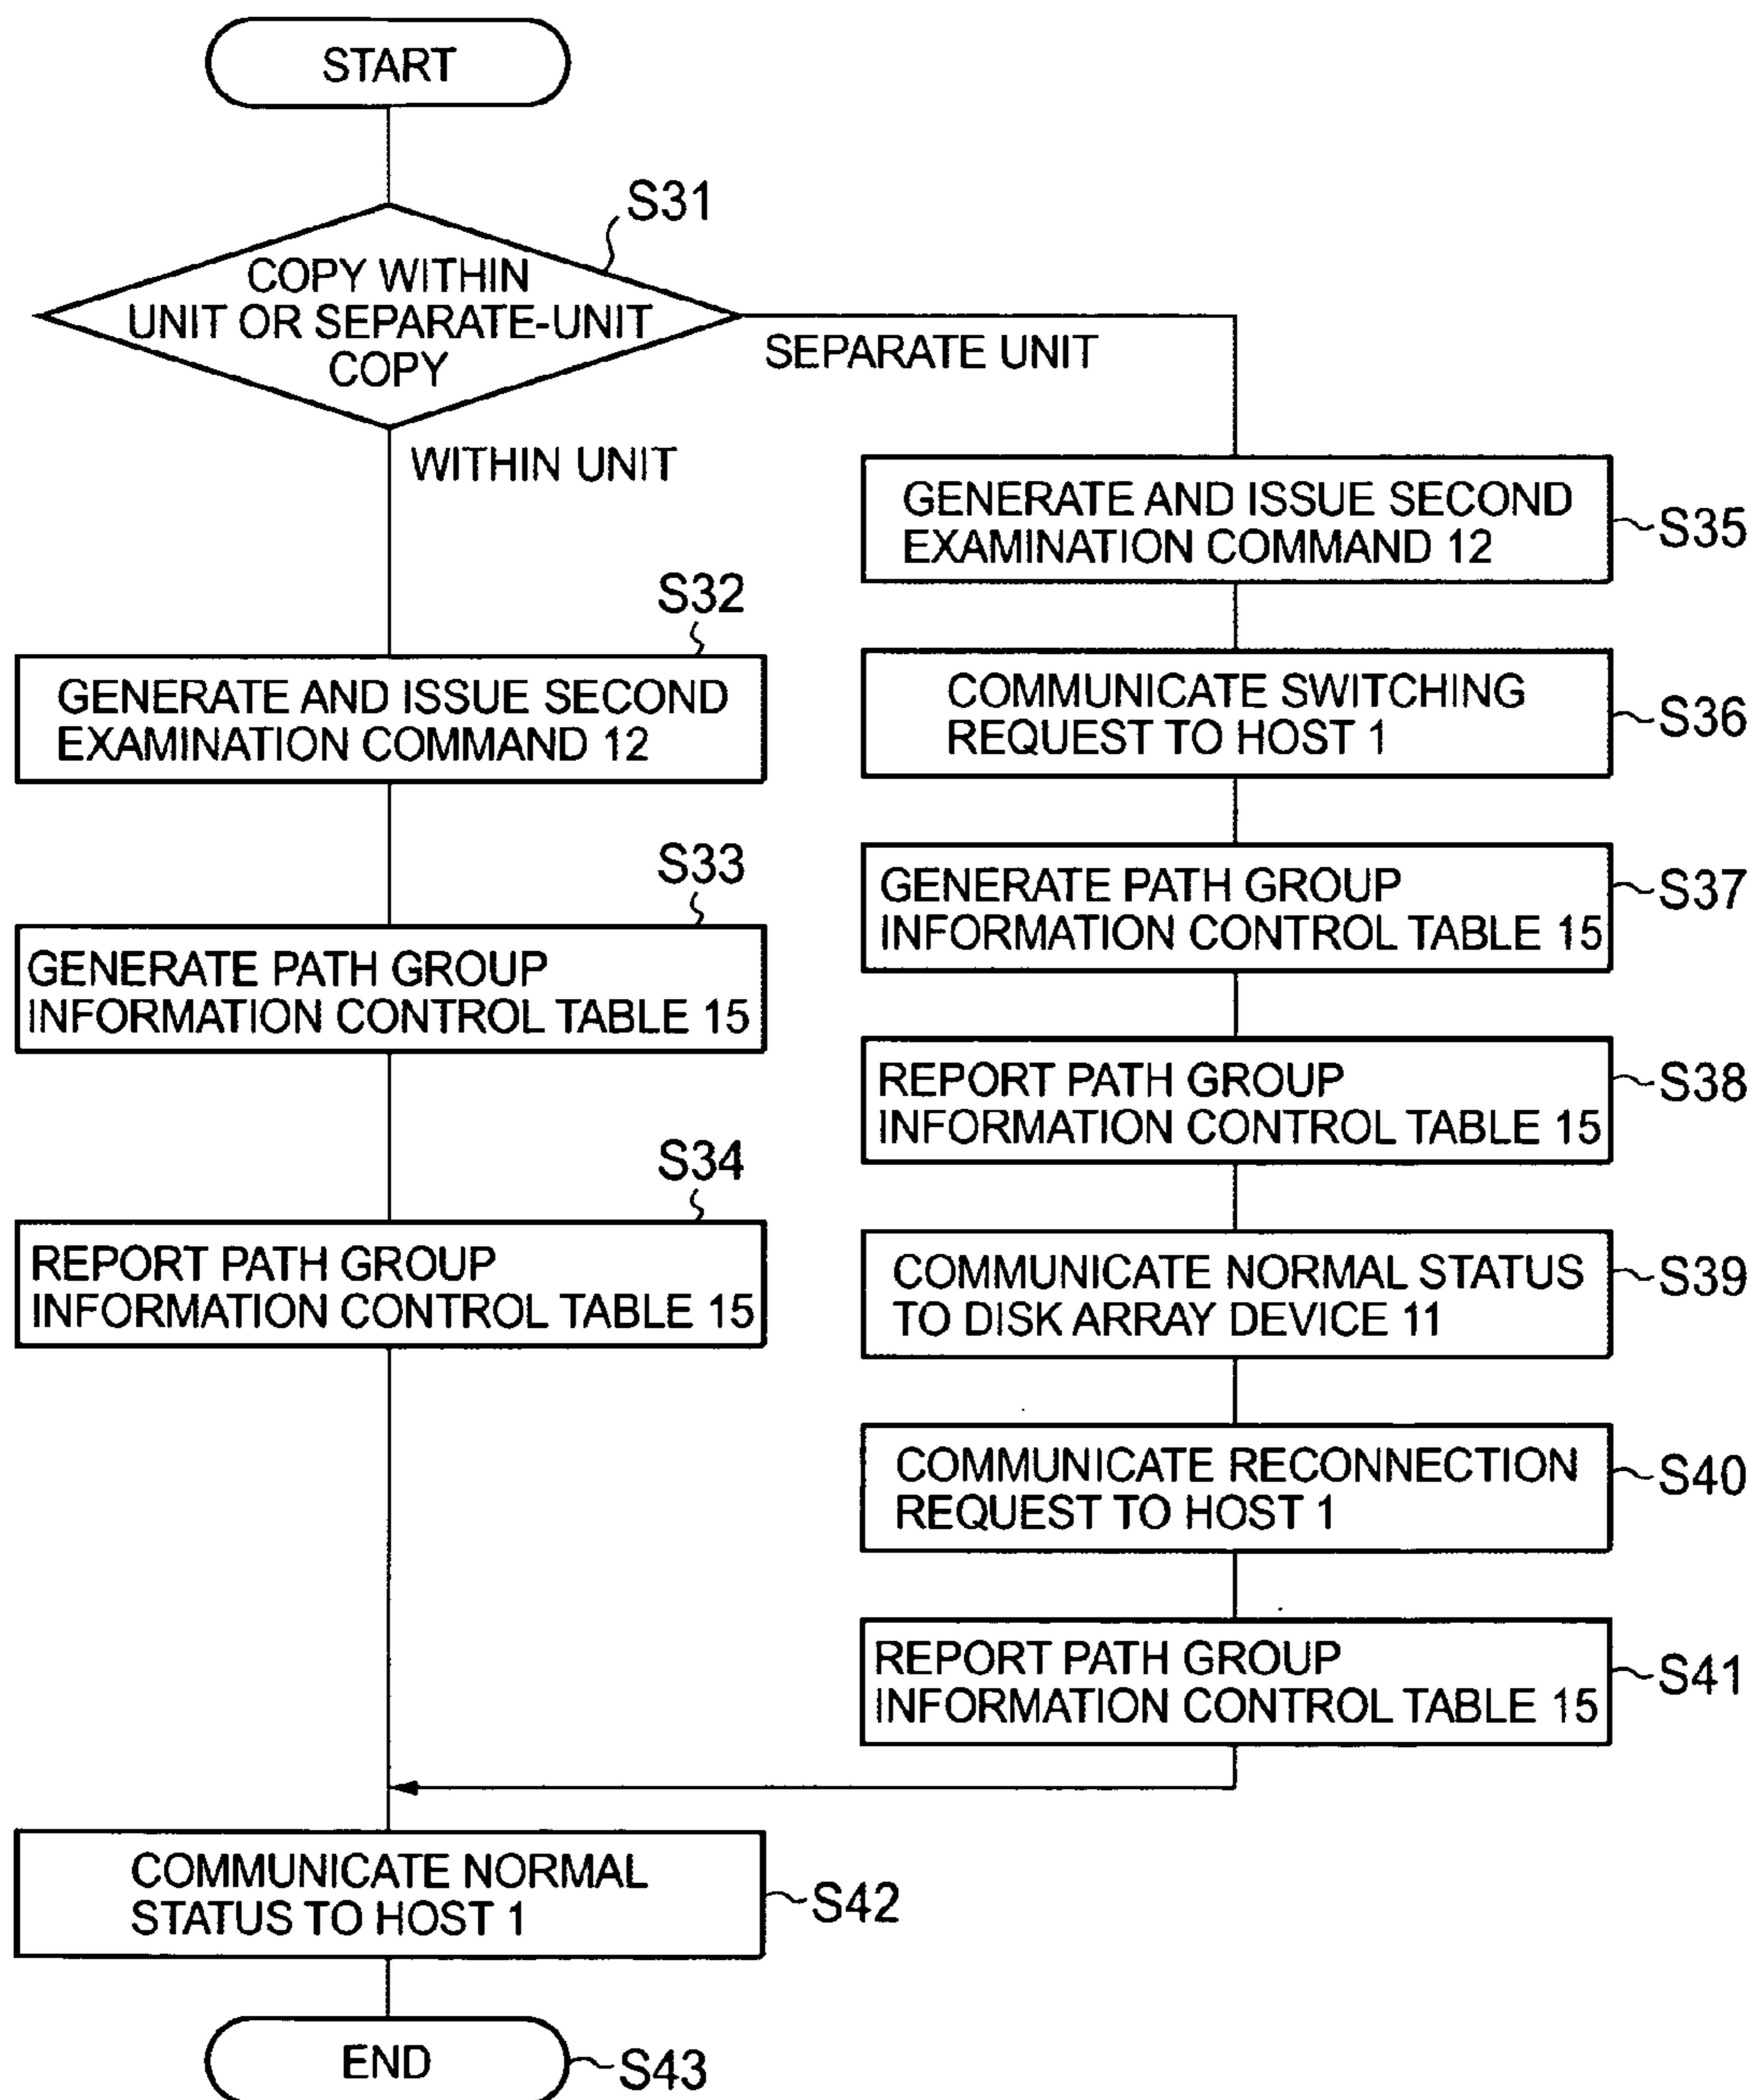 START
S31
COPY WITHIN
UNIT OR SEPARATE-UNIT
COPY
SEPARATE UNIT
WITHIN UNIT
S32
GENERATE AND ISSUE SECOND
EXAMINATION COMMAND 12
S33
GENERATE PATH GROUP
INFORMATION CONTROL TABLE 15
S34
REPORT PATH GROUP
INFORMATION CONTROL TABLE 15
GENERATE AND ISSUE SECOND
EXAMINATION COMMAND 12
S35
COMMUNICATE SWITCHING
REQUEST TO HOST 1
S36
GENERATE PATH GROUP
INFORMATION CONTROL TABLE 15
S37
REPORT PATH GROUP
INFORMATION CONTROL TABLE 15
S38
COMMUNICATE NORMAL STATUS
TO DISK ARRAY DEVICE 11
S39
COMMUNICATE RECONNECTION
REQUEST TO HOST 1
S40
REPORT PATH GROUP
INFORMATION CONTROL TABLE 15
S41
COMMUNICATE NORMAL
STATUS TO HOST 1
S42
END
S43